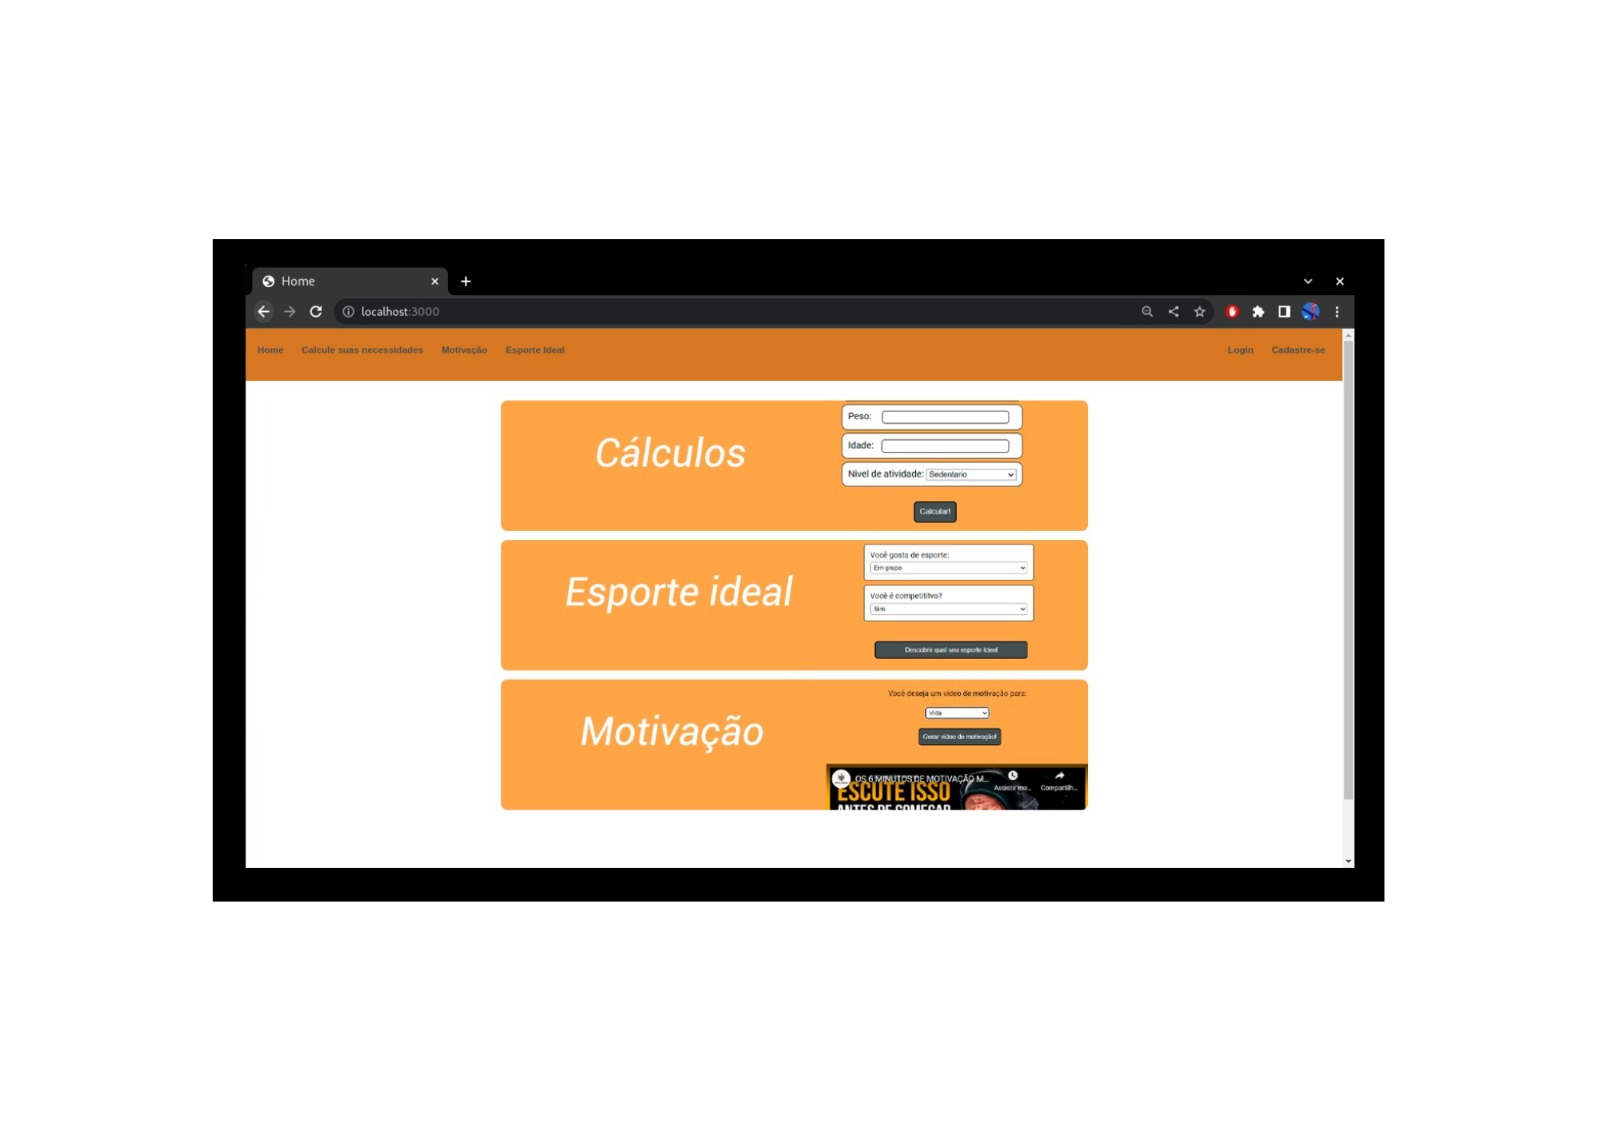 Home
localhost:3000
Home Calcule suas necessidades Motivação Esporte Ideal Login Cadastre-se
Cálculos
Peso:
Idade:
Nivel de atividade: Sedentario
Calcular!
Esporte ideal
Você gosta de esporte:
Em grupo
Você é competititvo?
Sim
Descobrir qual seu esporte Ideal
Motivação
Você deseja um video de motivação para:
Vida
Gerar video de motivação!
OS 6 MINUTOS DE MOTIVAÇÃO M...
Assistir ma... Compartilh...
ESCUTE ISSO
ANTES DE COMEÇAR